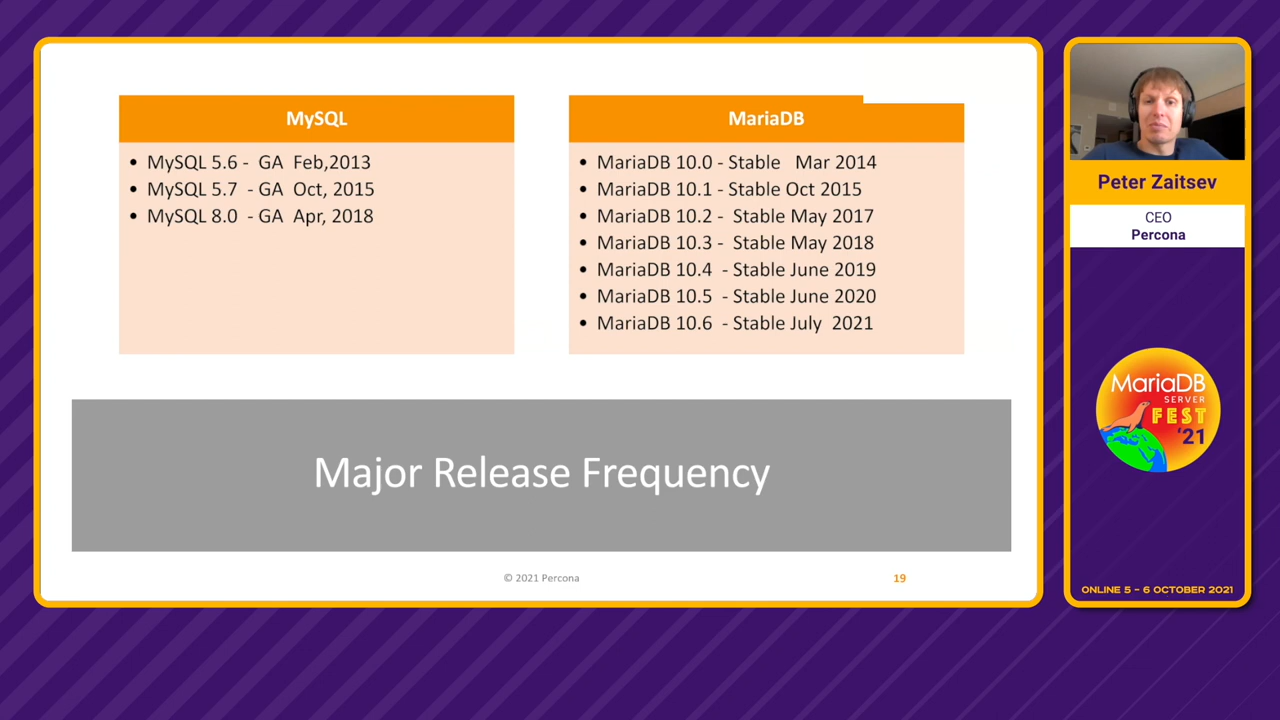 MySQL
• MySQL 5.6 - GA Feb,2013
• MySQL 5.7 - GA Oct, 2015
• MySQL 8.0 - GA Apr, 2018
MariaDB
• MariaDB 10.0 - Stable Mar 2014
• MariaDB 10.1 - Stable Oct 2015
• MariaDB 10.2 - Stable May 2017
• MariaDB 10.3 - Stable May 2018
• MariaDB 10.4 - Stable June 2019
• MariaDB 10.5 - Stable June 2020
• MariaDB 10.6 - Stable July 2021
Major Release Frequency
© 2021 Percona
19
Peter Zaitsev
CEO
Percona
MariaDB
SERVER
FEST
'21
ONLINE 5 – 6 OCTOBER 2021